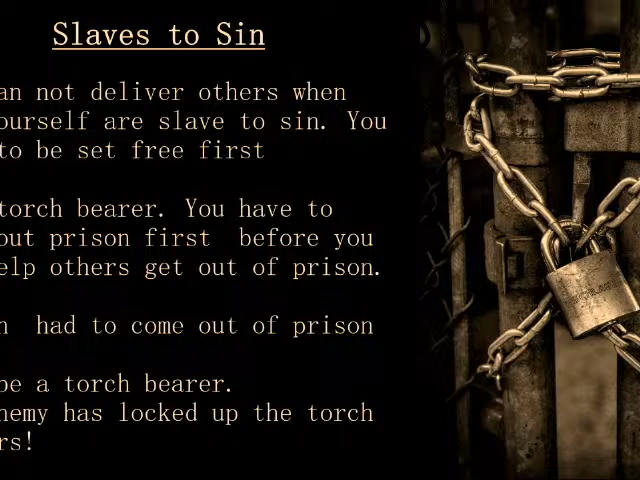 Slaves to Sin
an not deliver others when
ourself are slave to sin. You
to be set free first
torch bearer. You have to
out prison first before you
elp others get out of prison.
n had to come out of prison
be a torch bearer.
nemy has locked up the torch
rs!